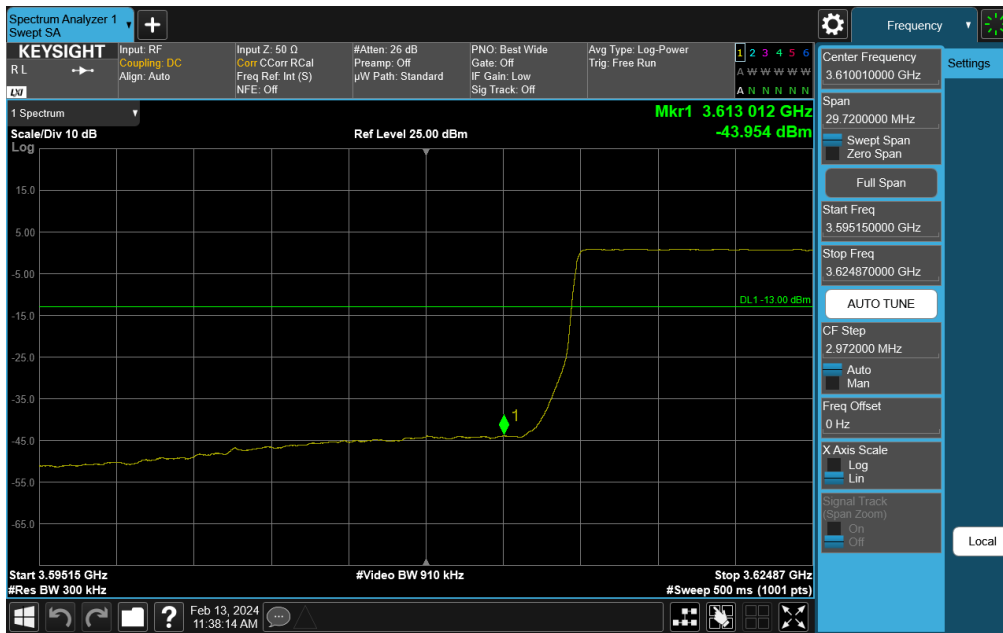 Spectrum Analyzer 1
Swept SA
Frequency
KEYSIGHT
R L
LXI
Input: RF
Coupling: DC
Align: Auto
Input Z: 50 Ω
Corr CCorr RCal
Freq Ref: Int (S)
NFE: Off
#Atten: 26 dB
Preamp: Off
µW Path: Standard
PNO: Best Wide
Gate: Off
IF Gain: Low
Sig Track: Off
Avg Type: Log-Power
Trig: Free Run
1 2 3 4 5 6
A W W W W W
A N N N N N
1 Spectrum
Scale/Div 10 dB
Log
Ref Level 25.00 dBm
Mkr1 3.613 012 GHz
-43.954 dBm
15.0
5.00
-5.00
-15.0
-25.0
-35.0
-45.0
-55.0
-65.0
DL1 -13.00 dBm
1
Start 3.59515 GHz
#Res BW 300 kHz
#Video BW 910 kHz
Stop 3.62487 GHz
#Sweep 500 ms (1001 pts)
Center Frequency
3.610010000 GHz
Span
29.7200000 MHz
Swept Span
Zero Span
Full Span
Start Freq
3.595150000 GHz
Stop Freq
3.624870000 GHz
AUTO TUNE
CF Step
2.972000 MHz
Auto
Man
Freq Offset
0 Hz
X Axis Scale
Log
Lin
Signal Track
(Span Zoom)
On
Off
Settings
Local
?
Feb 13, 2024
11:38:14 AM